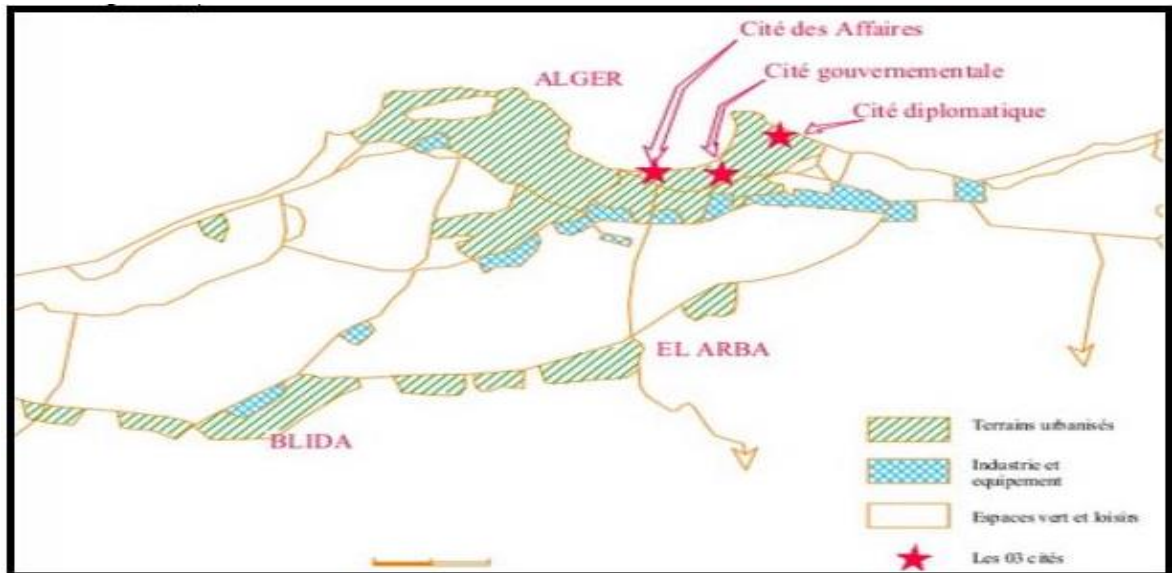 Cité des Affaires
ALGER
Cité gouvernementale
Cité diplomatique
EL ARBA
BLIDA
Terrains urbanisés
Industrie et
equipement
Espaces vert et loisirs
Les 03 cités